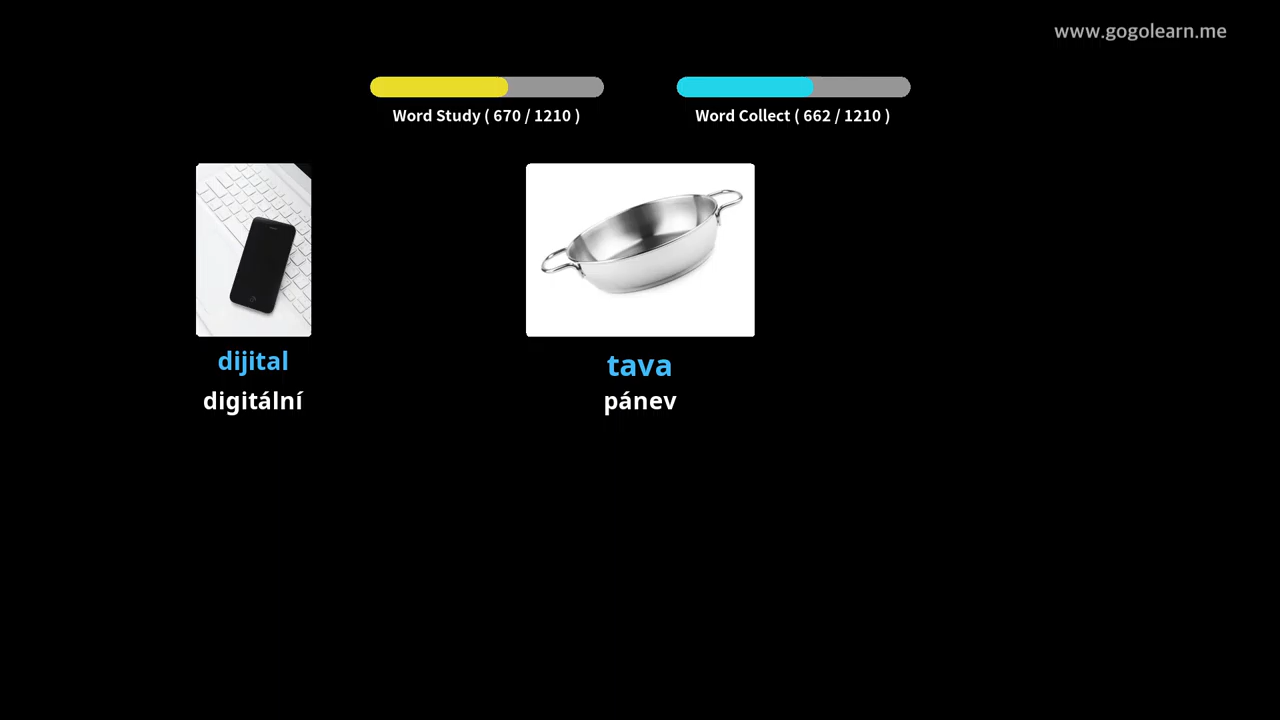 www.gogolearn.me
Word Study ( 670 / 1210 )
Word Collect ( 662 / 1210 )
dijital
digitální
tava
pánev